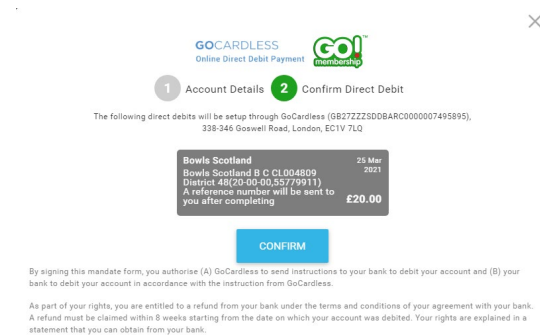 GOCARDLESS
Online Direct Debit Payment
GO!™
membership
1 Account Details 2 Confirm Direct Debit
The following direct debits will be setup through GoCardless (GB27ZZZSDDBARC0000007495895),
338-346 Goswell Road, London, EC1V 7LQ
Bowls Scotland 25 Mar
2021
Bowls Scotland B C CL004809
District 48(20-00-00,55779911)
A reference number will be sent to
you after completing £20.00
CONFIRM
By signing this mandate form, you authorise (A) GoCardless to send instructions to your bank to debit your account and (B) your
bank to debit your account in accordance with the instruction from GoCardless.
As part of your rights, you are entitled to a refund from your bank under the terms and conditions of your agreement with your bank.
A refund must be claimed within 8 weeks starting from the date on which your account was debited. Your rights are explained in a
statement that you can obtain from your bank.